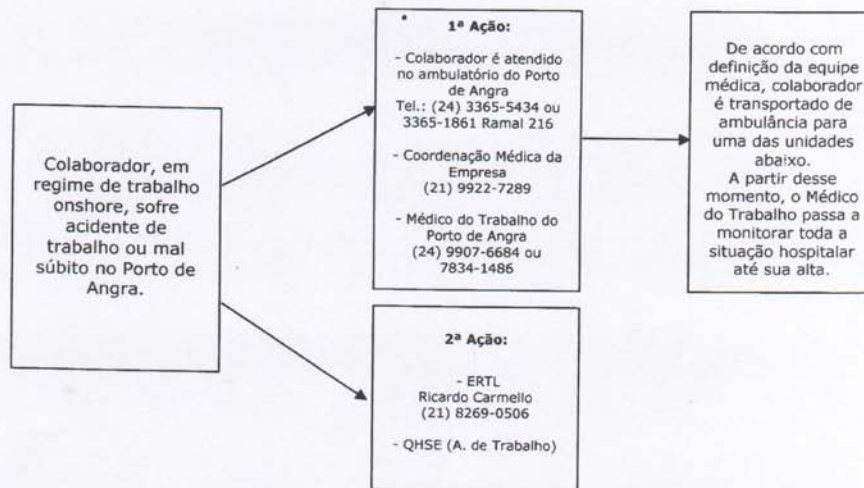 Colaborador, em
regime de trabalho
onshore, sofre
acidente de
trabalho ou mal
súbito no Porto de
Angra.
1ª Ação:
- Colaborador é atendido
no ambulatório do Porto
de Angra
Tel.: (24) 3365-5434 ou
3365-1861 Ramal 216
- Coordenação Médica da
Empresa
(21) 9922-7289
- Médico do Trabalho do
Porto de Angra
(24) 9907-6684 ou
7834-1486
De acordo com
definição da equipe
médica, colaborador
é transportado de
ambulância para
uma das unidades
abaixo.
A partir desse
momento, o Médico
do Trabalho passa a
monitorar toda a
situação hospitalar
até sua alta.
2ª Ação:
- ERTL
Ricardo Carmello
(21) 8269-0506
- QHSE (A. de Trabalho)